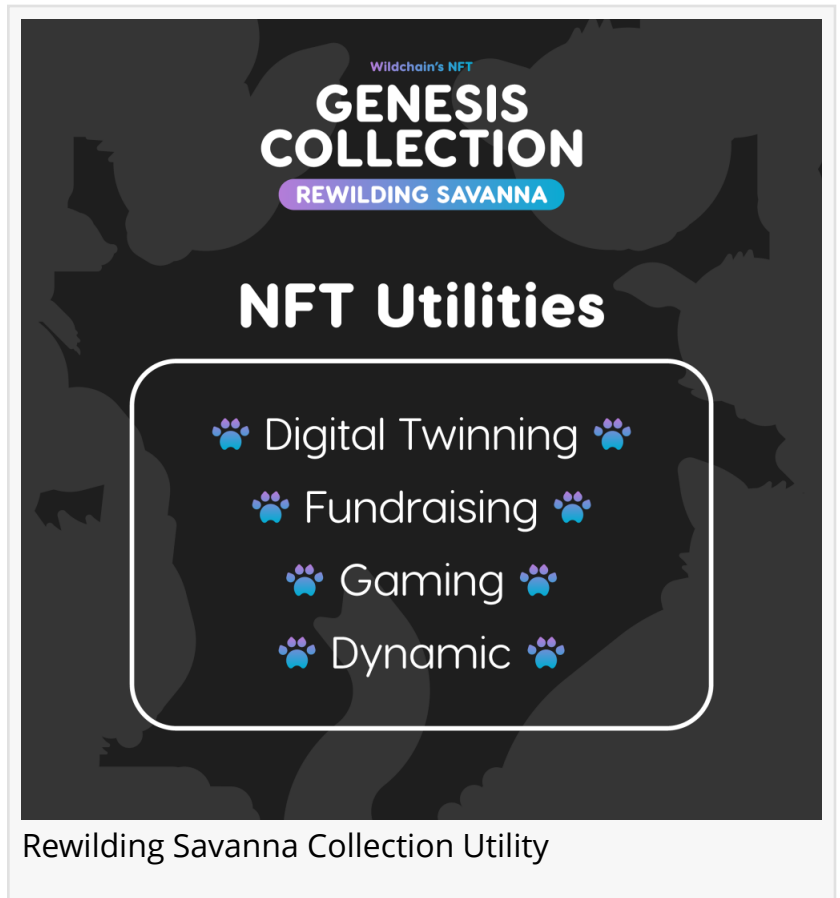 Wildchain's NFT
GENESIS
COLLECTION
REWILDING SAVANNA
NFT Utilities
Digital Twinning
Fundraising
Gaming
Dynamic
Rewilding Savanna Collection Utility